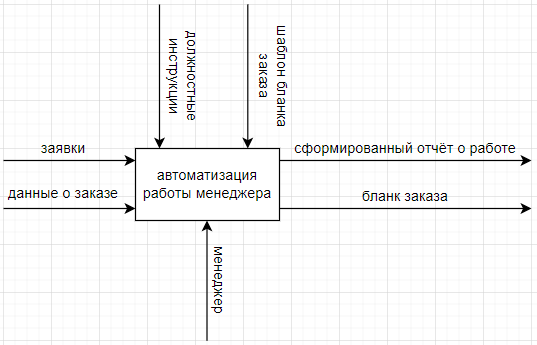 должностные
инструкции
шаблон бланка
заказа
заявки
данные о заказе
автоматизация
работы менеджера
сформированный отчёт о работе
бланк заказа
менеджер